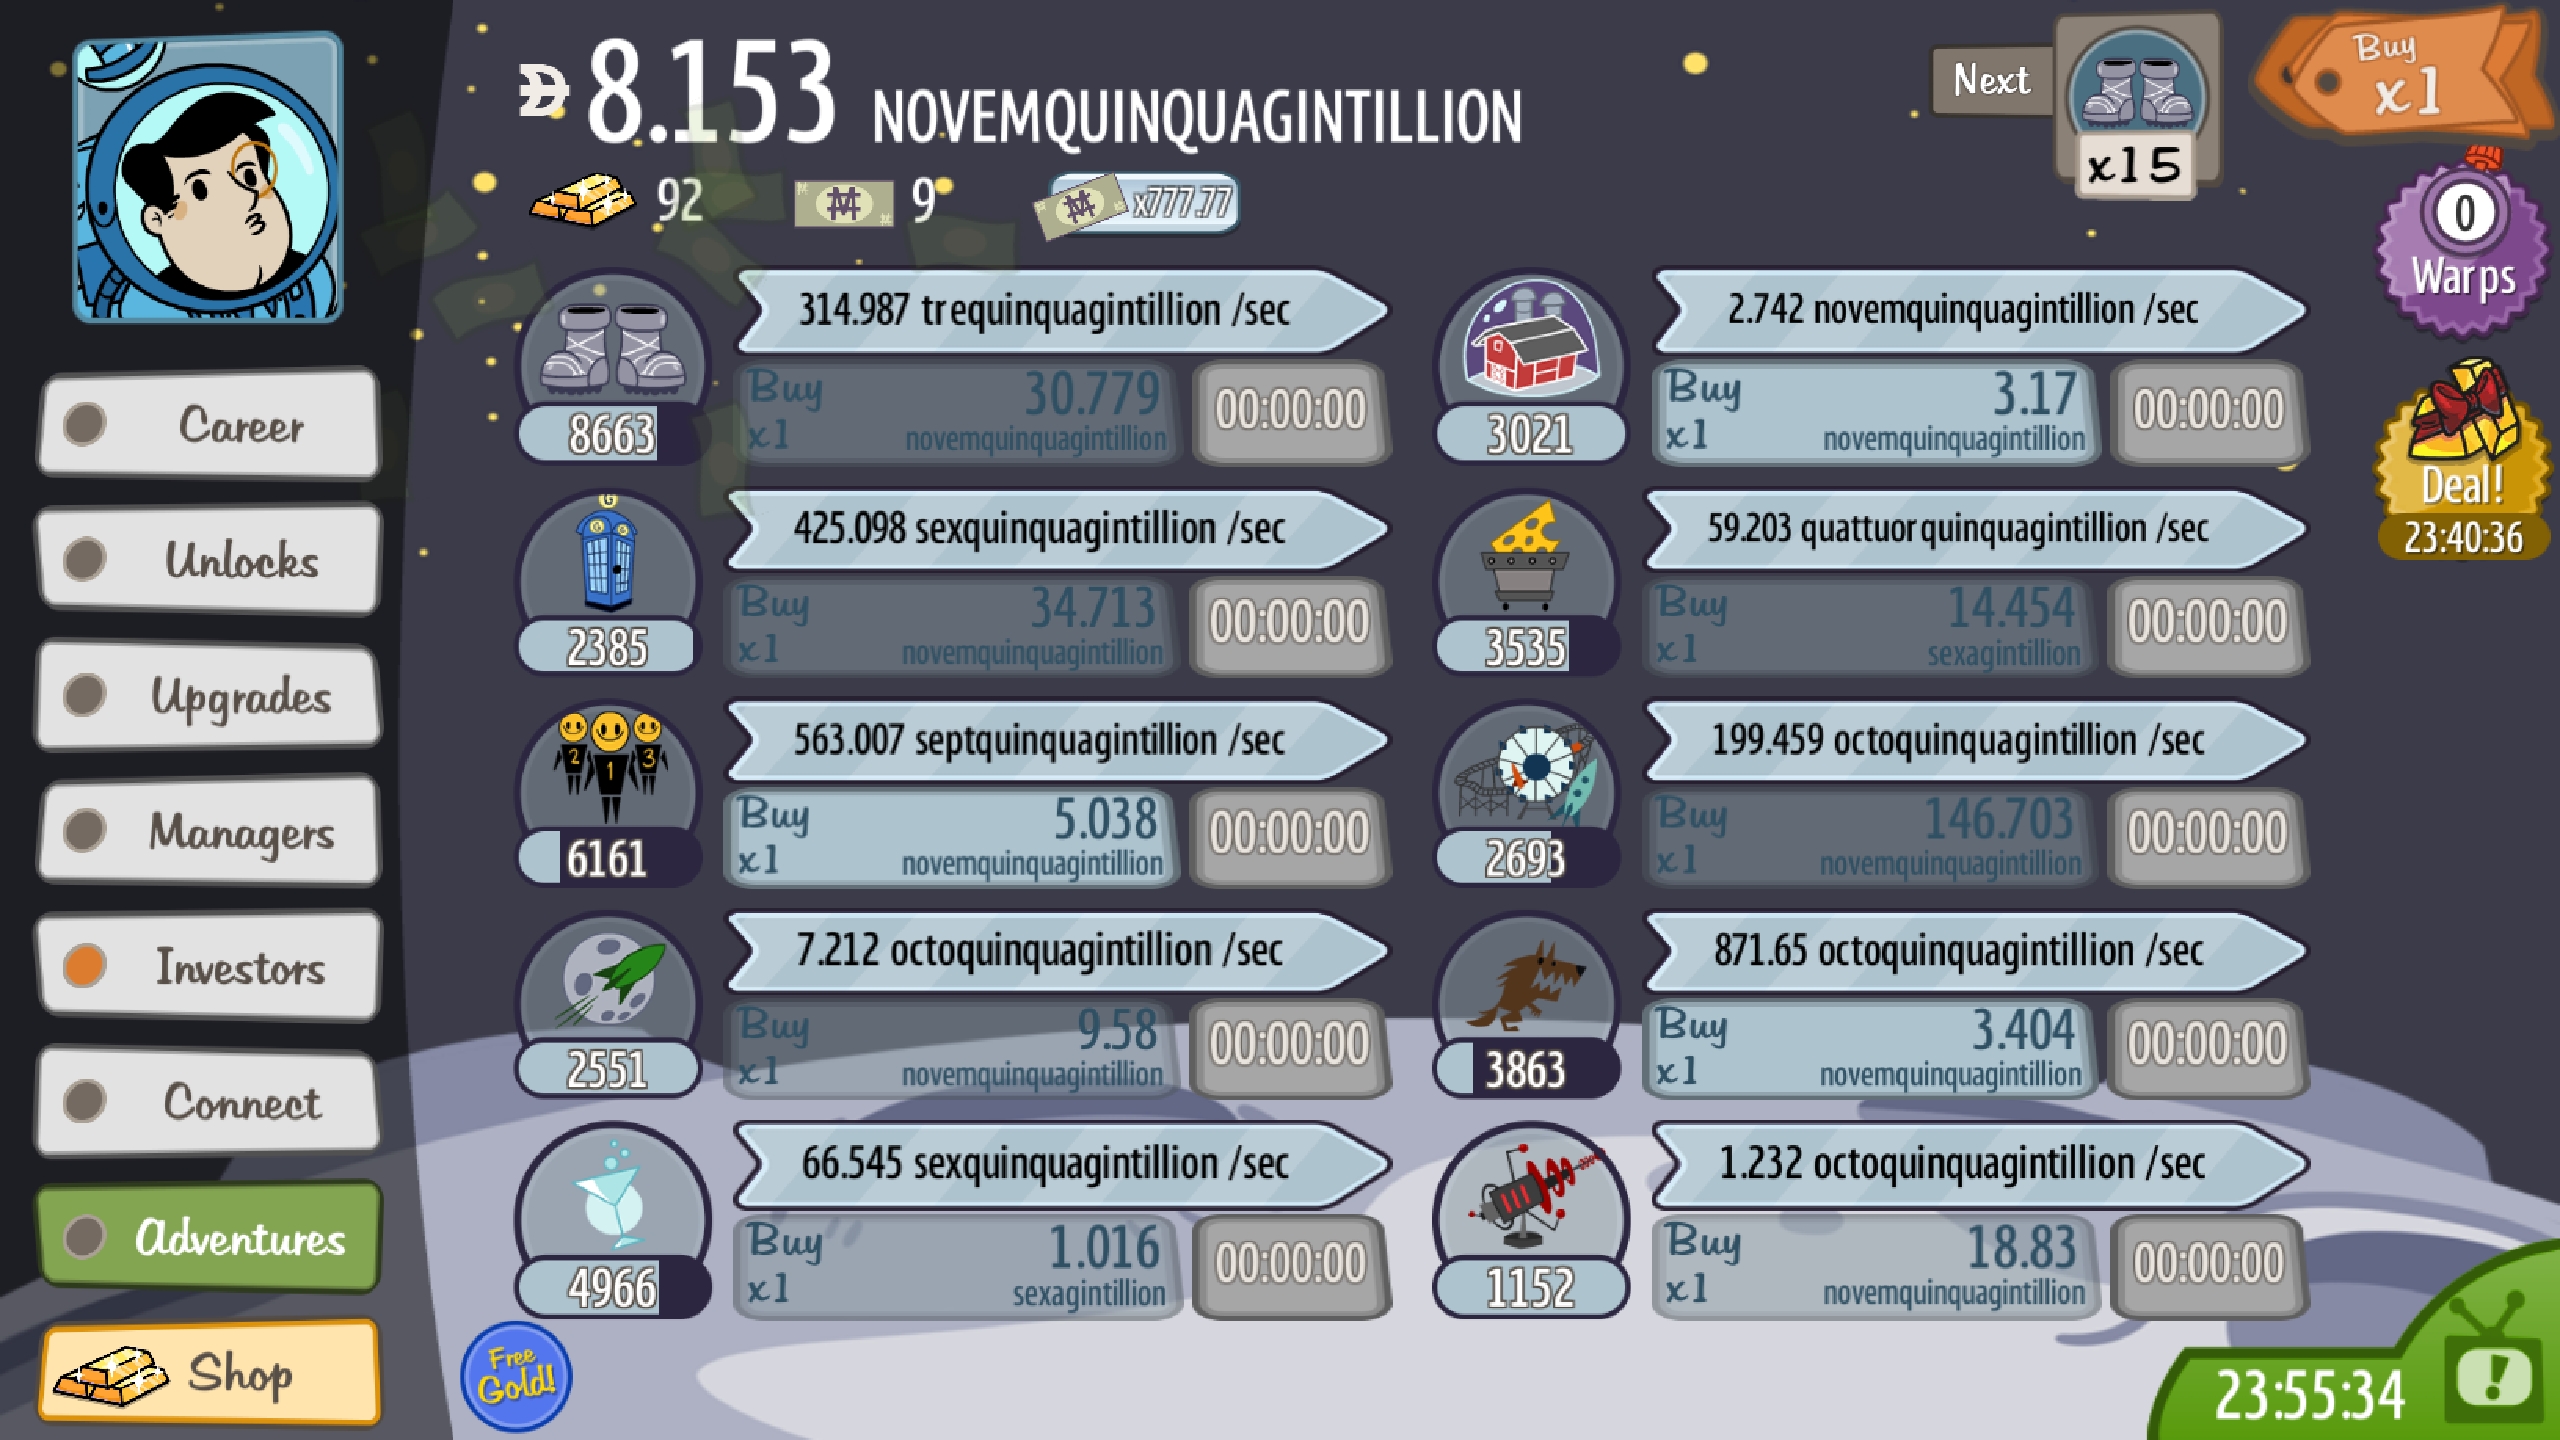 8.153 NOVEMQUINQUAGINTILLION
Next
x15
Buy
x1
92
9
x777.77
0
Warps
Deal!
23:40:36
Career
Unlocks
Upgrades
Managers
Investors
Connect
Adventures
Shop
314.987 trequinquagintillion /sec
8663
Buy
x1
30.779
novemquinquagintillion
00:00:00
2.742 novemquinquagintillion /sec
3021
Buy
x1
3.17
novemquinquagintillion
00:00:00
G
G G
425.098 sexquinquagintillion /sec
2385
Buy
x1
34.713
novemquinquagintillion
00:00:00
59.203 quattuorquinquagintillion /sec
3535
Buy
x1
14.454
sexagintillion
00:00:00
2 1 3
563.007 septquinquagintillion /sec
6161
Buy
x1
5.038
novemquinquagintillion
00:00:00
199.459 octoquinquagintillion /sec
2693
Buy
x1
146.703
novemquinquagintillion
00:00:00
7.212 octoquinquagintillion /sec
2551
Buy
x1
9.58
novemquinquagintillion
00:00:00
871.65 octoquinquagintillion /sec
3863
Buy
x1
3.404
novemquinquagintillion
00:00:00
66.545 sexquinquagintillion /sec
4966
Buy
x1
1.016
sexagintillion
00:00:00
1.232 octoquinquagintillion /sec
1152
Buy
x1
18.83
novemquinquagintillion
00:00:00
Free
Gold!
23:55:34
!